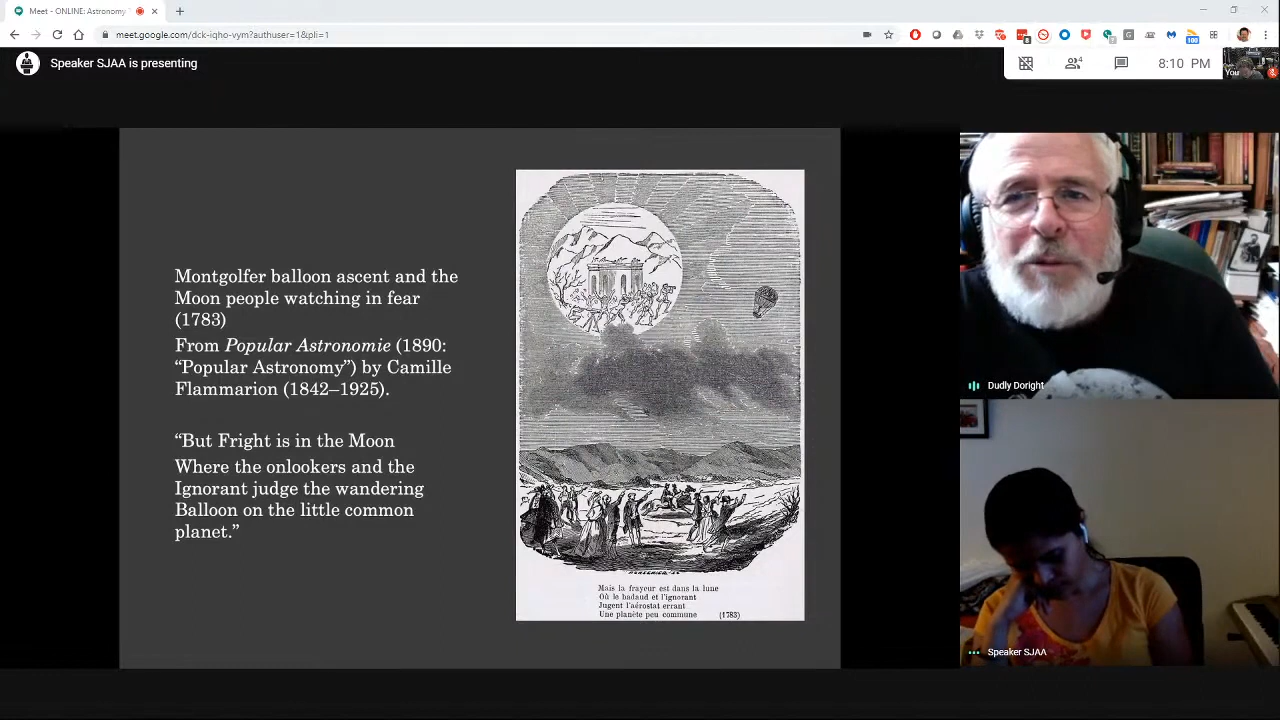 Meet - ONLINE: Astronomy
meet.google.com/dck-iqho-vym?authuser=1&pli=1
Speaker SJAA is presenting
4
8:10 PM
You
Montgolfer balloon ascent and the
Moon people watching in fear
(1783)
From Popular Astronomie (1890:
“Popular Astronomy”) by Camille
Flammarion (1842–1925).
“But Fright is in the Moon
Where the onlookers and the
Ignorant judge the wandering
Balloon on the little common
planet.”
Mais la frayeur est dans la lune
Où le badaud et l'ignorant
Jugent l'aérostat errant
Une planète peu commune (1783)
Dudly Doright
Speaker SJAA